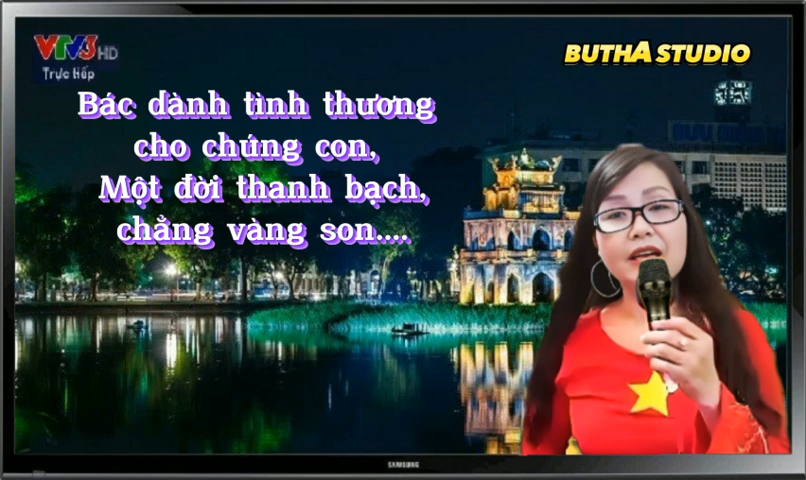 VTV3 HD
Trực tiếp
BUTHA STUDIO
Bác dành tình thương
cho chúng con,
Một đời thanh bạch,
chẳng vàng son....
SAMSUNG